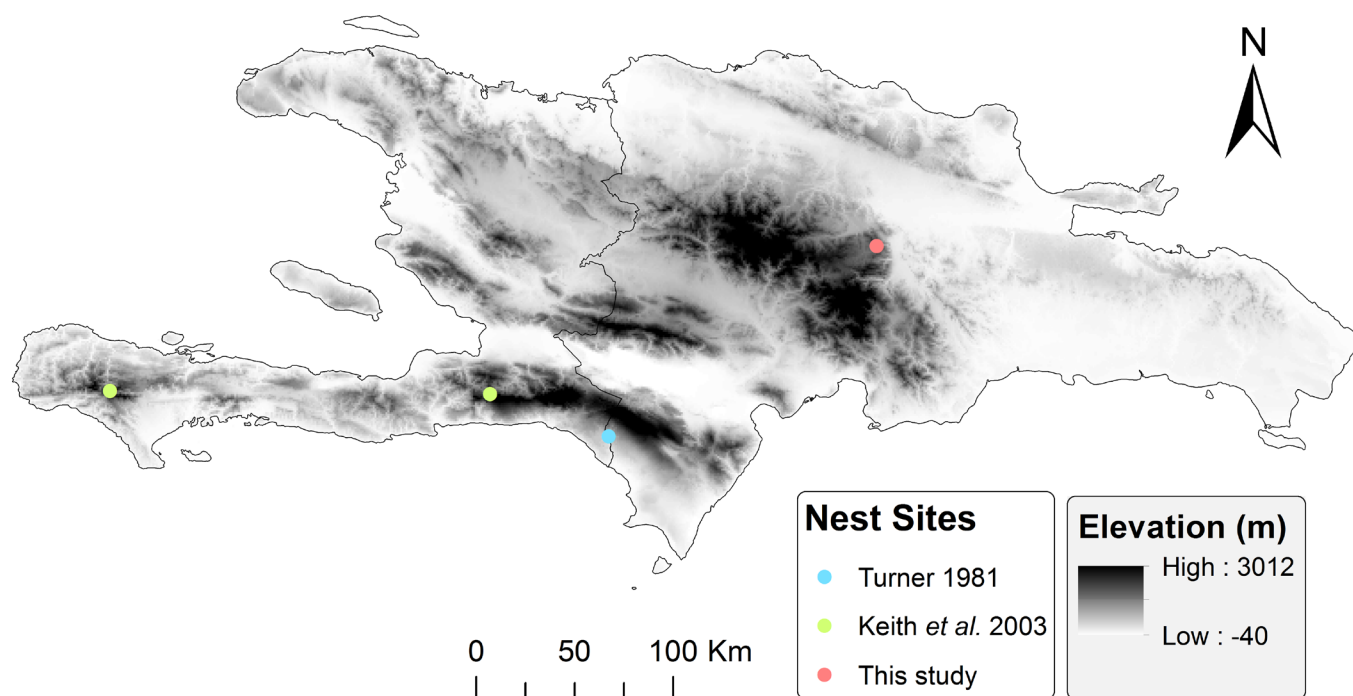 N
Nest Sites
Turner 1981
Keith et al. 2003
This study
Elevation (m)
High : 3012
Low : -40
0 50 100 Km